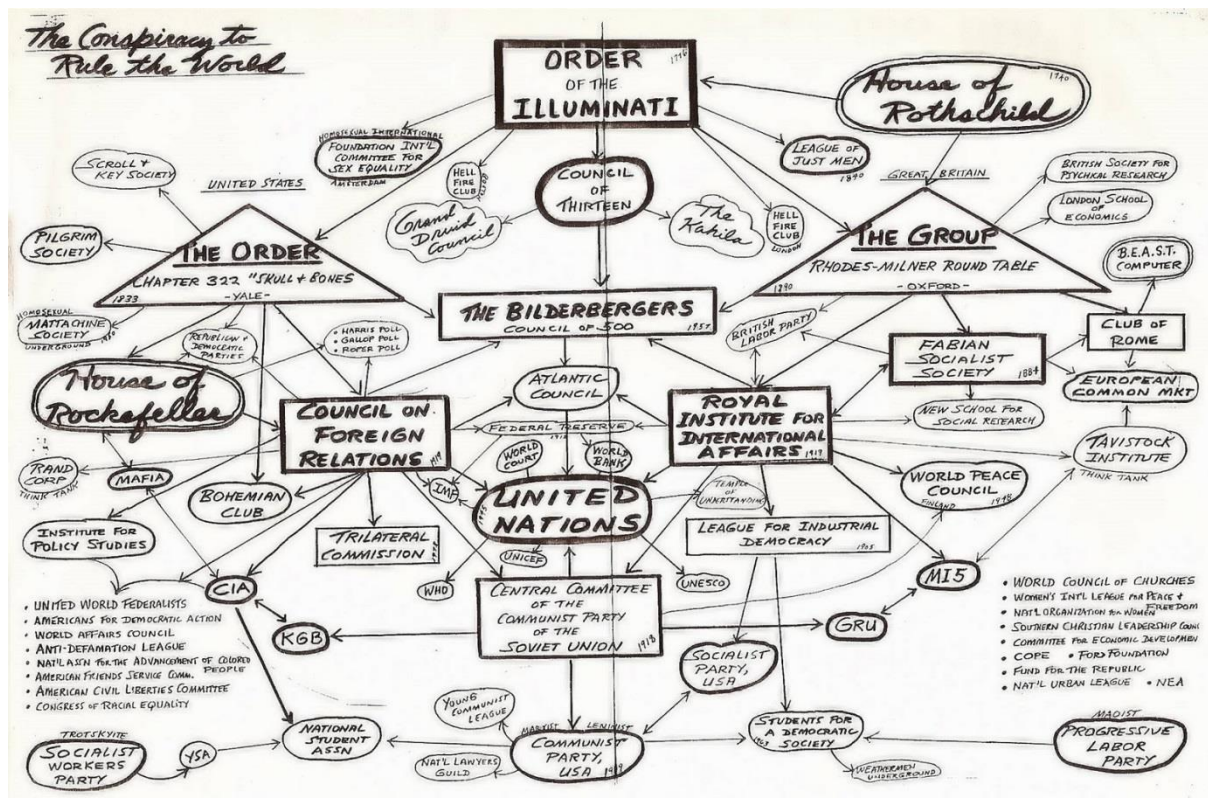 The Conspiracy to
Rule the World
ORDER
OF THE
ILLUMINATI
1776
House of
Rothschild
1740
HOMOSEXUAL INTERNATIONAL
FOUNDATION INT'L
COMMITTEE FOR
SEX EQUALITY
AMSTERDAM
HELL
FIRE
CLUB
COUNCIL
OF
THIRTEEN
LEAGUE OF
JUST MEN
1840
SCROLL &
KEY SOCIETY
UNITED STATES
GREAT BRITAIN
BRITISH SOCIETY FOR
PSYCHICAL RESEARCH
LONDON SCHOOL
OF
ECONOMICS
Grand
Druid
Council
The
Kahila
HELL
FIRE
CLUB
LONDON
PILGRIM
SOCIETY
THE ORDER
CHAPTER 322 "SKULL & BONES
-YALE-
1833
THE GROUP
RHODES-MILNER ROUND TABLE
-OXFORD-
1890
B.E.A.S.T.
COMPUTER
THE BILDERBERGERS
COUNCIL OF 500
HOMOSEXUAL
MATTACHINE
SOCIETY
UNDERGROUND
REPUBLICAN &
DEMOCRATIC
PARTIES
• HARRIS POLL
• GALLOP POLL
• ROPER POLL
BRITISH
LABOR PARTY
FABIAN
SOCIALIST
SOCIETY
1884
CLUB OF
ROME
House of
Rockafeller
ATLANTIC
COUNCIL
EUROPEAN
COMMON MKT
COUNCIL ON
FOREIGN
RELATIONS
FEDERAL RESERVE
ROYAL
INSTITUTE FOR
INTERNATIONAL
AFFAIRS
1919
NEW SCHOOL FOR
SOCIAL RESEARCH
WORLD
COURT
WORLD
BANK
TAVISTOCK
INSTITUTE
THINK TANK
RAND
CORP
THINK TANK
MAFIA
BOHEMIAN
CLUB
IMF
UNITED
NATIONS
1945
TEMPLE
OF
UNDERSTANDING
WORLD PEACE
COUNCIL
FINLAND
1948
INSTITUTE FOR
POLICY STUDIES
TRILATERAL
COMMISSION
LEAGUE FOR INDUSTRIAL
DEMOCRACY
1905
UNICEF
WHO
UNESCO
CIA
CENTRAL COMMITTEE
OF THE
COMMUNIST PARTY
OF THE
SOVIET UNION
1918
MI5
KGB
GRU
• UNITED WORLD FEDERALISTS
• AMERICANS FOR DEMOCRATIC ACTION
• WORLD AFFAIRS COUNCIL
• ANTI-DEFAMATION LEAGUE
• NAT'L ASSN FOR THE ADVANCEMENT OF COLORED
PEOPLE
• AMERICAN FRIENDS SERVICE COMM.
• AMERICAN CIVIL LIBERTIES COMMITTEE
• CONGRESS OF RACIAL EQUALITY
• WORLD COUNCIL OF CHURCHES
• WOMEN'S INT'L LEAGUE FOR PEACE &
FREEDOM
• NAT'L ORGANIZATION FOR WOMEN
• SOUTHERN CHRISTIAN LEADERSHIP COUNC
• COMMITTEE FOR ECONOMIC DEVELOPMEN
• COPE • FORD FOUNDATION
• FUND FOR THE REPUBLIC
• NAT'L URBAN LEAGUE • NEA
SOCIALIST
PARTY,
USA
YOUNG
COMMUNIST
LEAGUE
TROTSKYITE
SOCIALIST
WORKERS
PARTY
YSA
NATIONAL
STUDENT
ASSN
MARXIST
LENINIST
COMMUNIST
PARTY,
USA
1919
NAT'L LAWYERS
GUILD
STUDENTS FOR
A DEMOCRATIC
SOCIETY
WEATHERMEN
UNDERGROUND
MAOIST
PROGRESSIVE
LABOR
PARTY